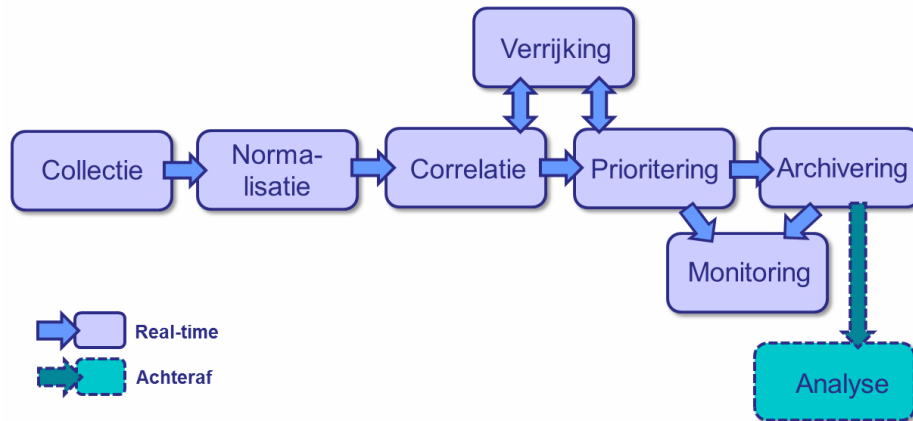 Verrijking
Collectie
Norma-
lisatie
Correlatie
Prioritering
Archivering
Monitoring
Real-time
Achteraf
Analyse